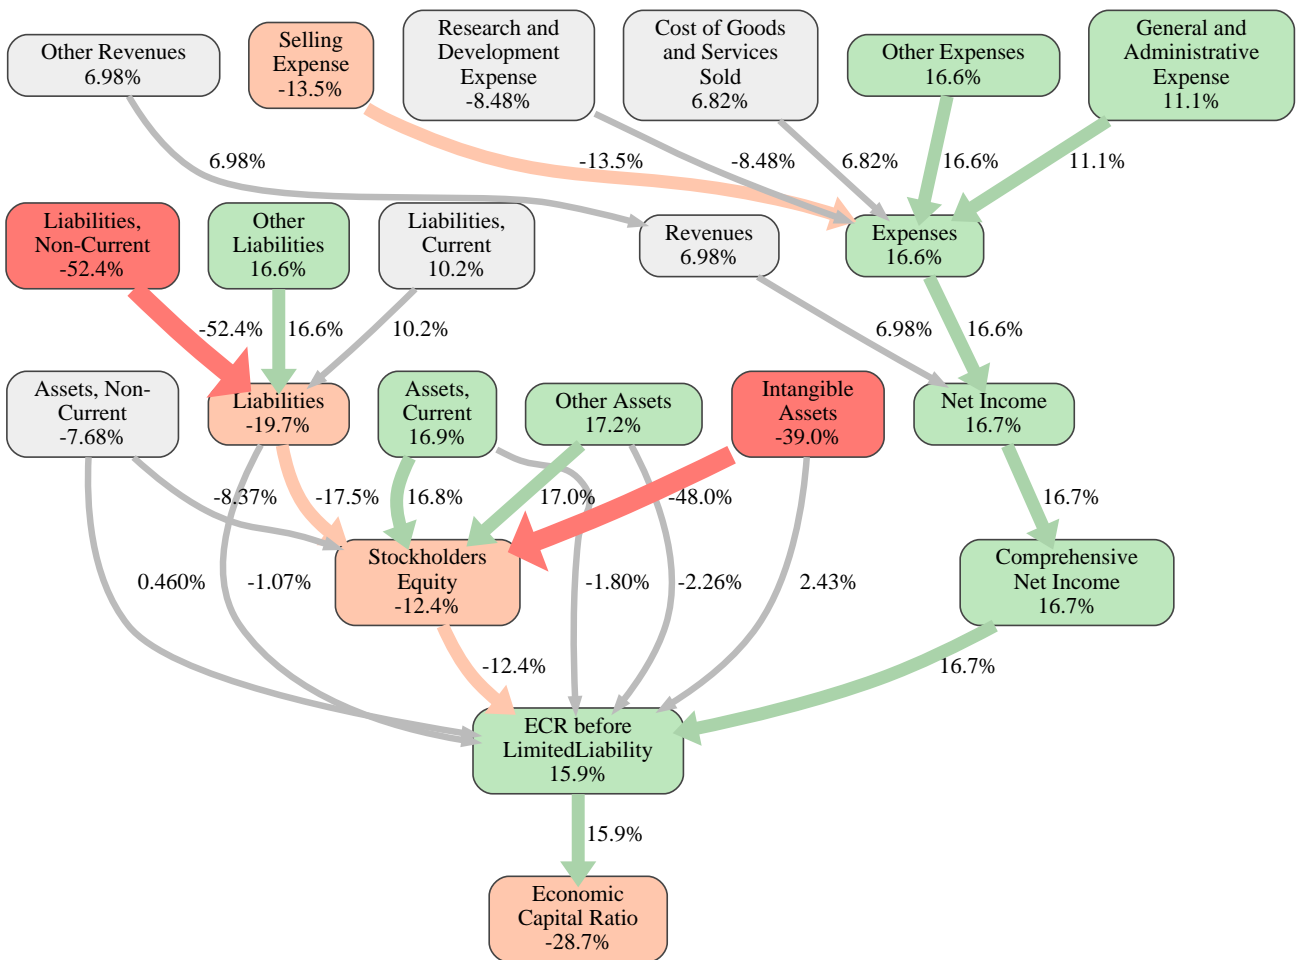 Other Revenues
6.98%
Selling
Expense
-13.5%
Research and
Development
Expense
-8.48%
Cost of Goods
and Services
Sold
6.82%
Other Expenses
16.6%
General and
Administrative
Expense
11.1%
6.98%
-13.5%
-8.48%
6.82%
16.6%
11.1%
Liabilities,
Non-Current
-52.4%
Other
Liabilities
16.6%
Liabilities,
Current
10.2%
Revenues
6.98%
Expenses
16.6%
-52.4%
16.6%
10.2%
6.98%
16.6%
Assets, Non-
Current
-7.68%
Liabilities
-19.7%
Assets,
Current
16.9%
Other Assets
17.2%
Intangible
Assets
-39.0%
Net Income
16.7%
-8.37%
-17.5%
16.8%
17.0%
-48.0%
16.7%
Stockholders
Equity
-12.4%
Comprehensive
Net Income
16.7%
0.460%
-1.07%
-1.80%
-2.26%
2.43%
-12.4%
16.7%
ECR before
LimitedLiability
15.9%
15.9%
Economic
Capital Ratio
-28.7%